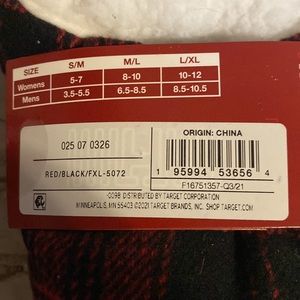 SIZE S/M M/L L/XL
Womens 5-7 8-10 10-12
Mens 3.5-5.5 6.5-8.5 8.5-10.5
025 07 0326
RED/BLACK/FXL-5072
ORIGIN: CHINA
1 95994 53656 4
F16751357-Q3/21
-009B DISTRIBUTED BY TARGET CORPORATION
MINNEAPOLIS, MN 55403 ©2021 TARGET BRANDS, INC. SHOP TARGET.COM